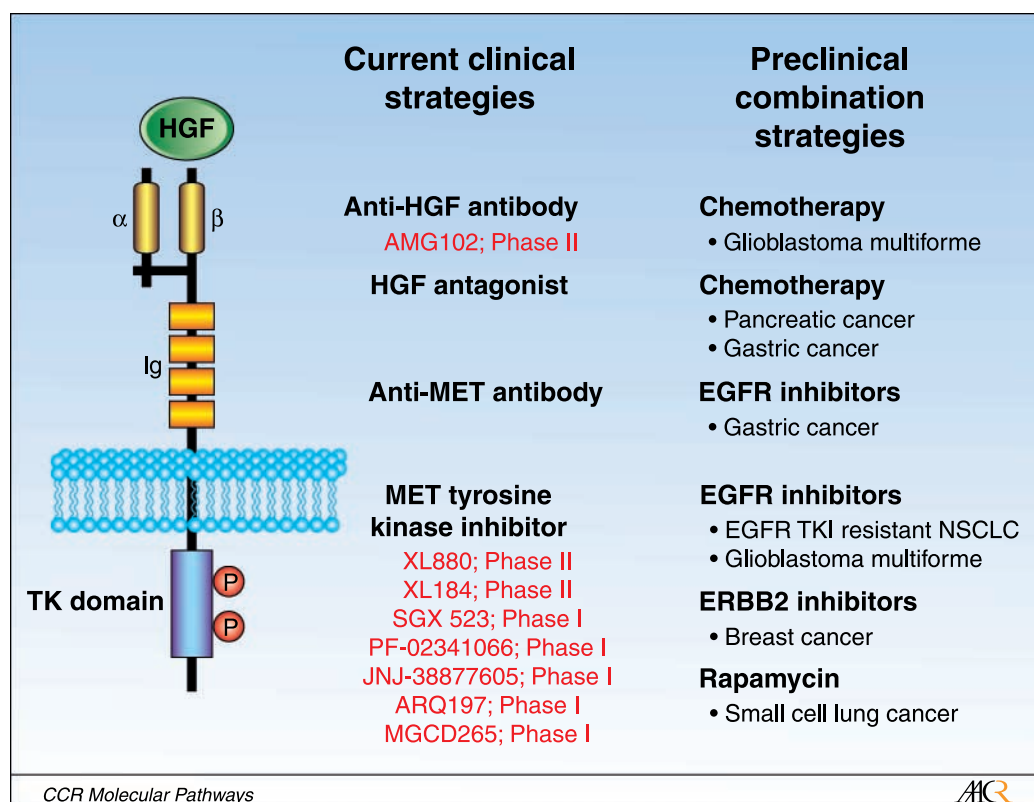 Current clinical
strategies
Preclinical
combination
strategies
HGF
α
β
Anti-HGF antibody
AMG102; Phase II
Chemotherapy
• Glioblastoma multiforme
HGF antagonist
Chemotherapy
• Pancreatic cancer
• Gastric cancer
Ig
Anti-MET antibody
EGFR inhibitors
• Gastric cancer
MET tyrosine
kinase inhibitor
XL880; Phase II
XL184; Phase II
SGX 523; Phase I
PF-02341066; Phase I
JNJ-38877605; Phase I
ARQ197; Phase I
MGCD265; Phase I
EGFR inhibitors
• EGFR TKI resistant NSCLC
• Glioblastoma multiforme
ERBB2 inhibitors
• Breast cancer
Rapamycin
• Small cell lung cancer
TK domain
P
P
CCR Molecular Pathways
AACR